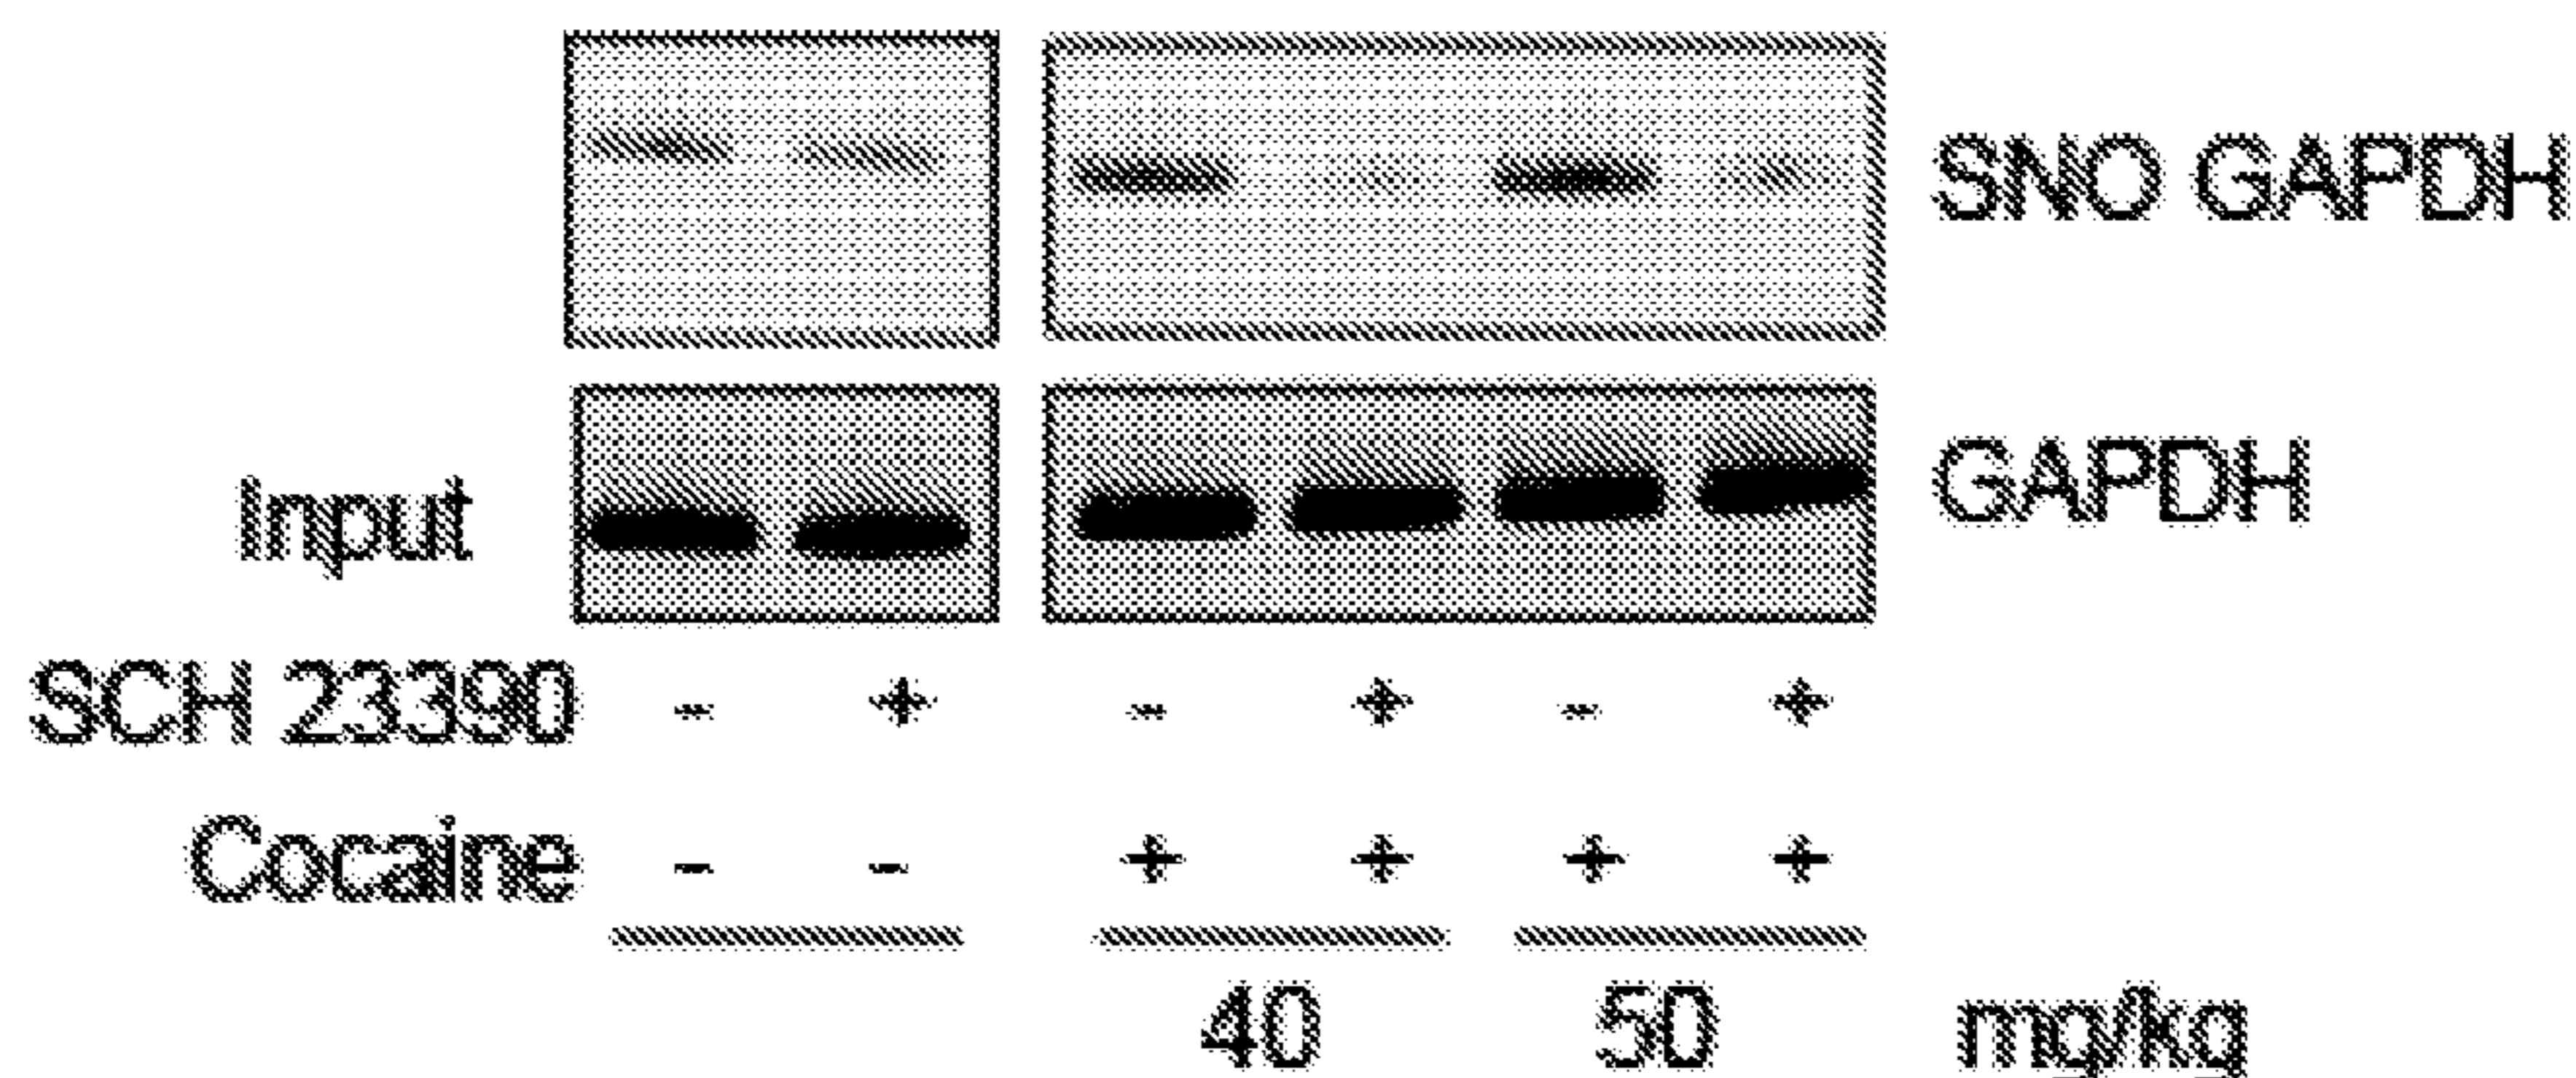 SNO GAPDH
Input GAPDH
SCH 23390 - + - + - +
Cocaine - - + + + +
40 50 mg/kg